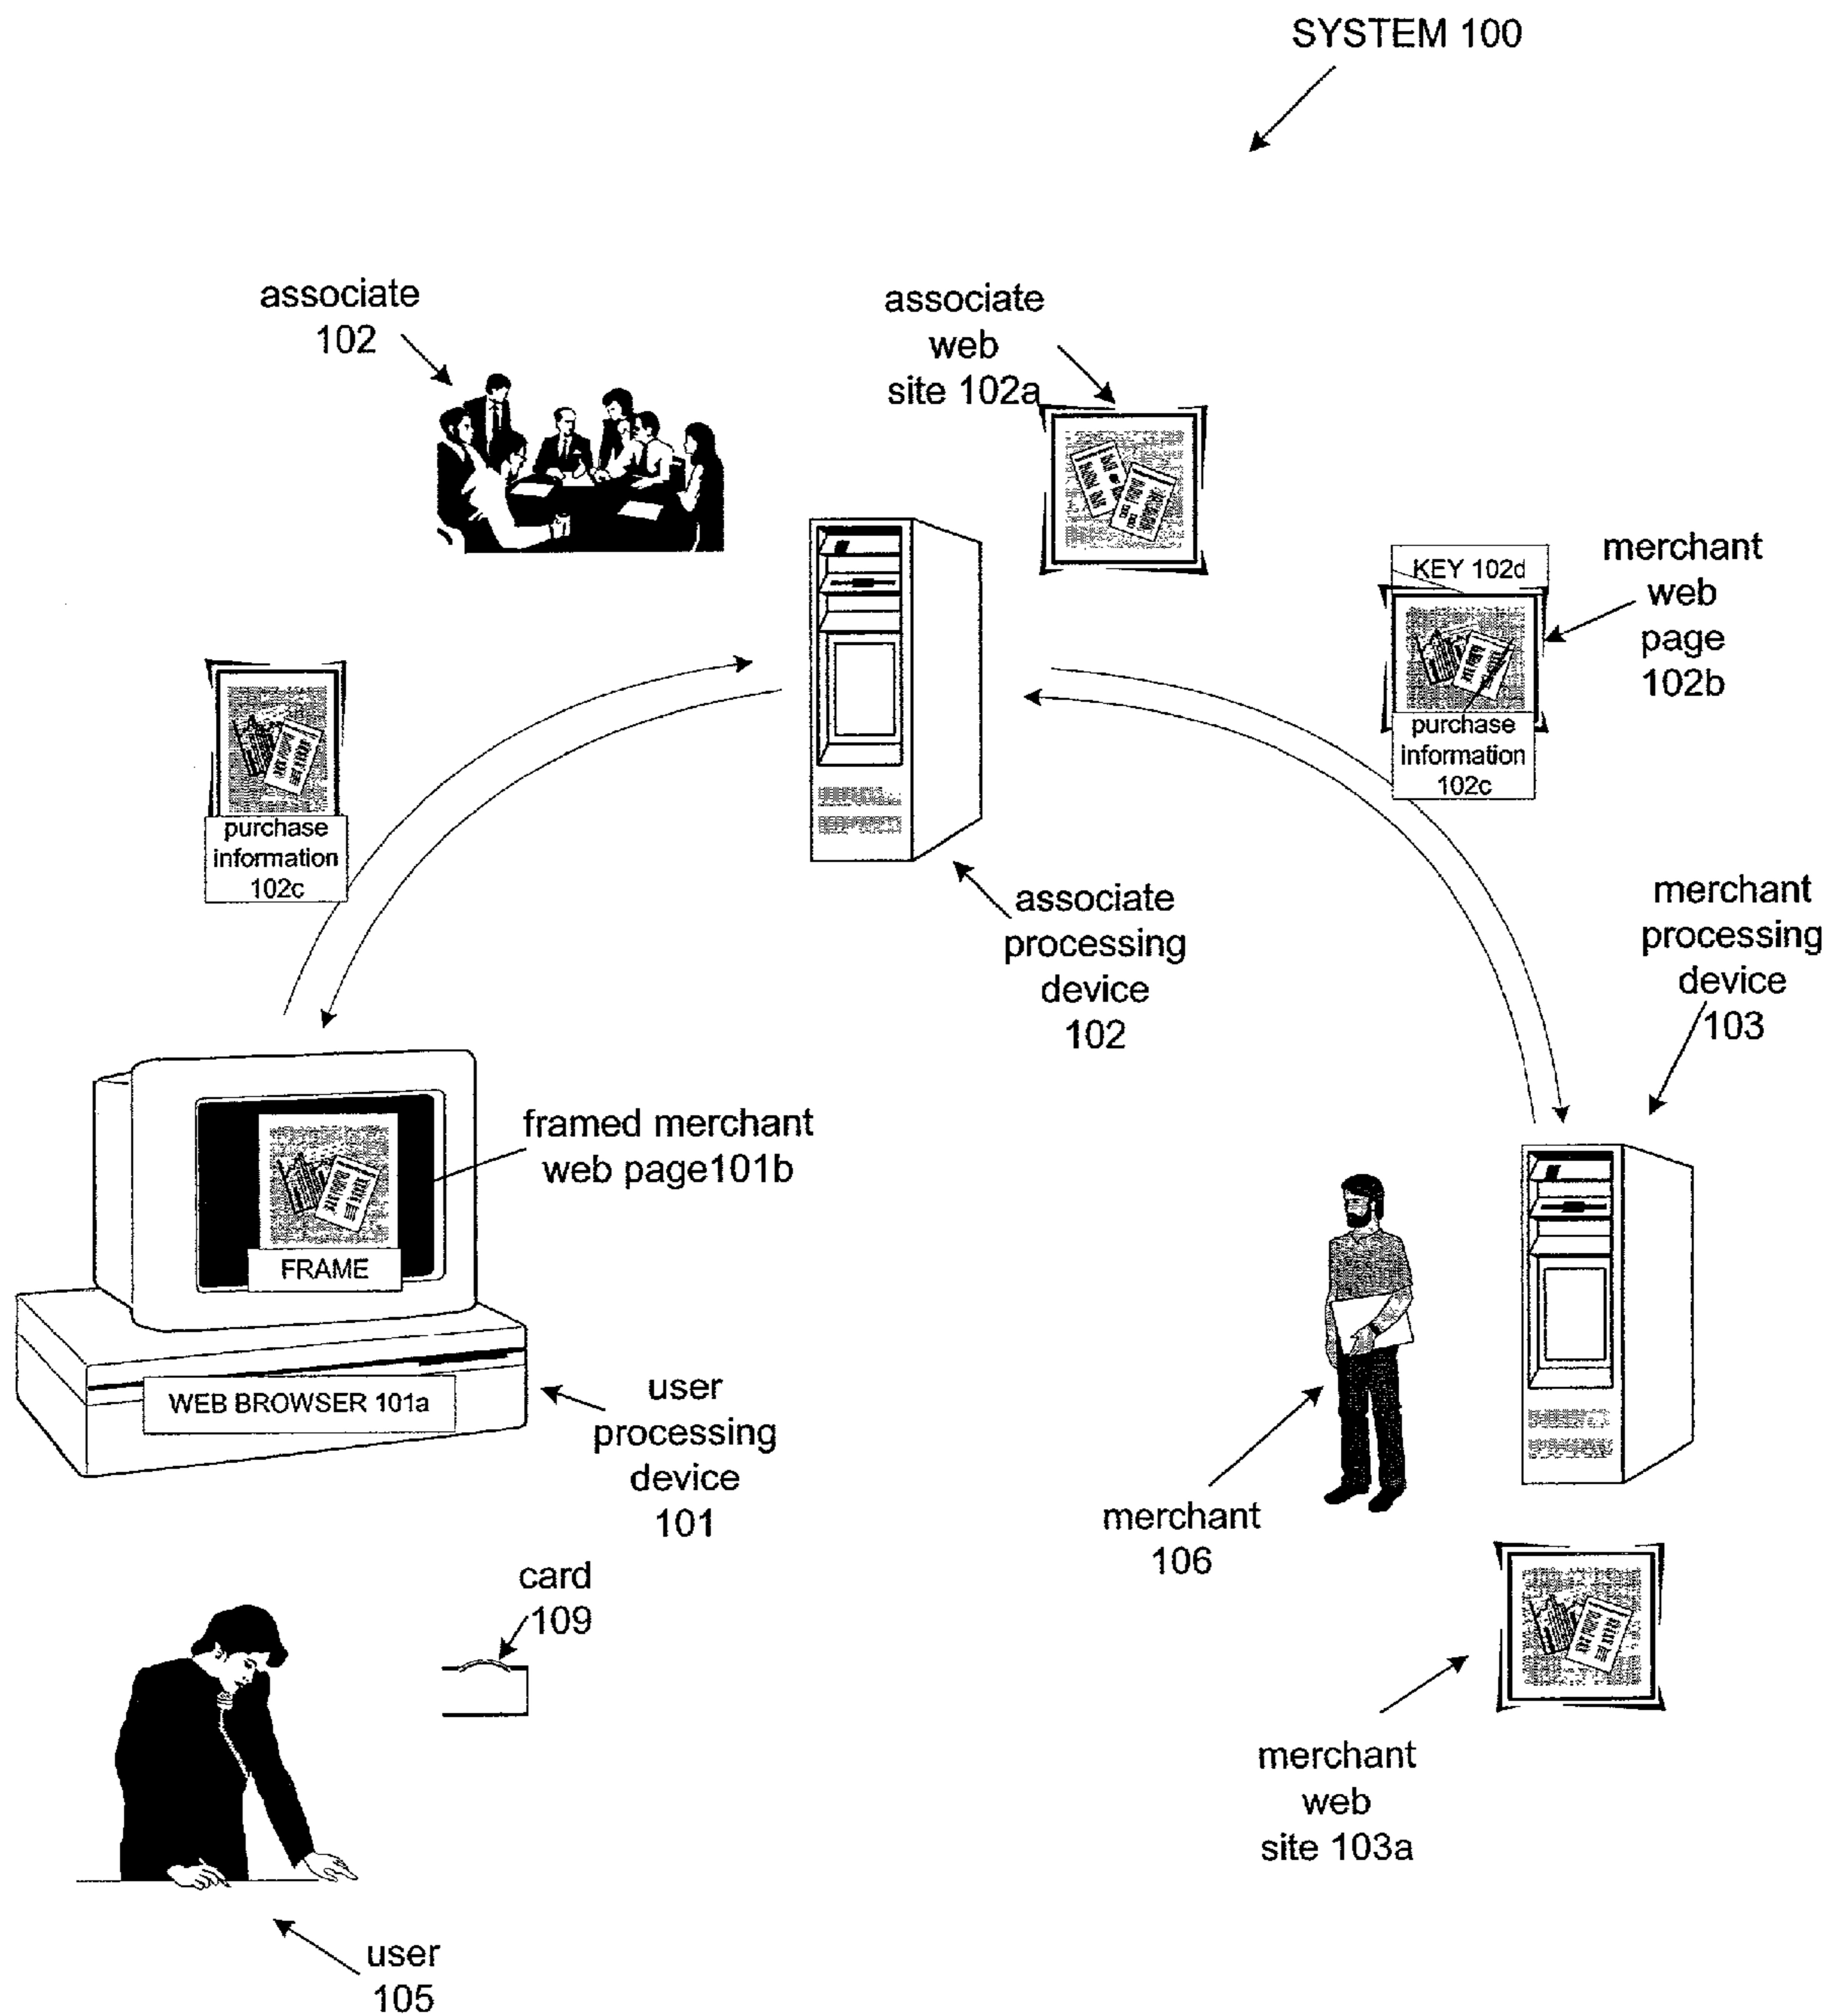 SYSTEM 100
associate
102
associate
web
site 102a
KEY 102d
merchant
web
page
102b
purchase
information
102c
purchase
information
102c
associate
processing
device
102
merchant
processing
device
103
framed merchant
web page101b
FRAME
WEB BROWSER 101a
user
processing
device
101
merchant
106
card
109
merchant
web
site 103a
user
105